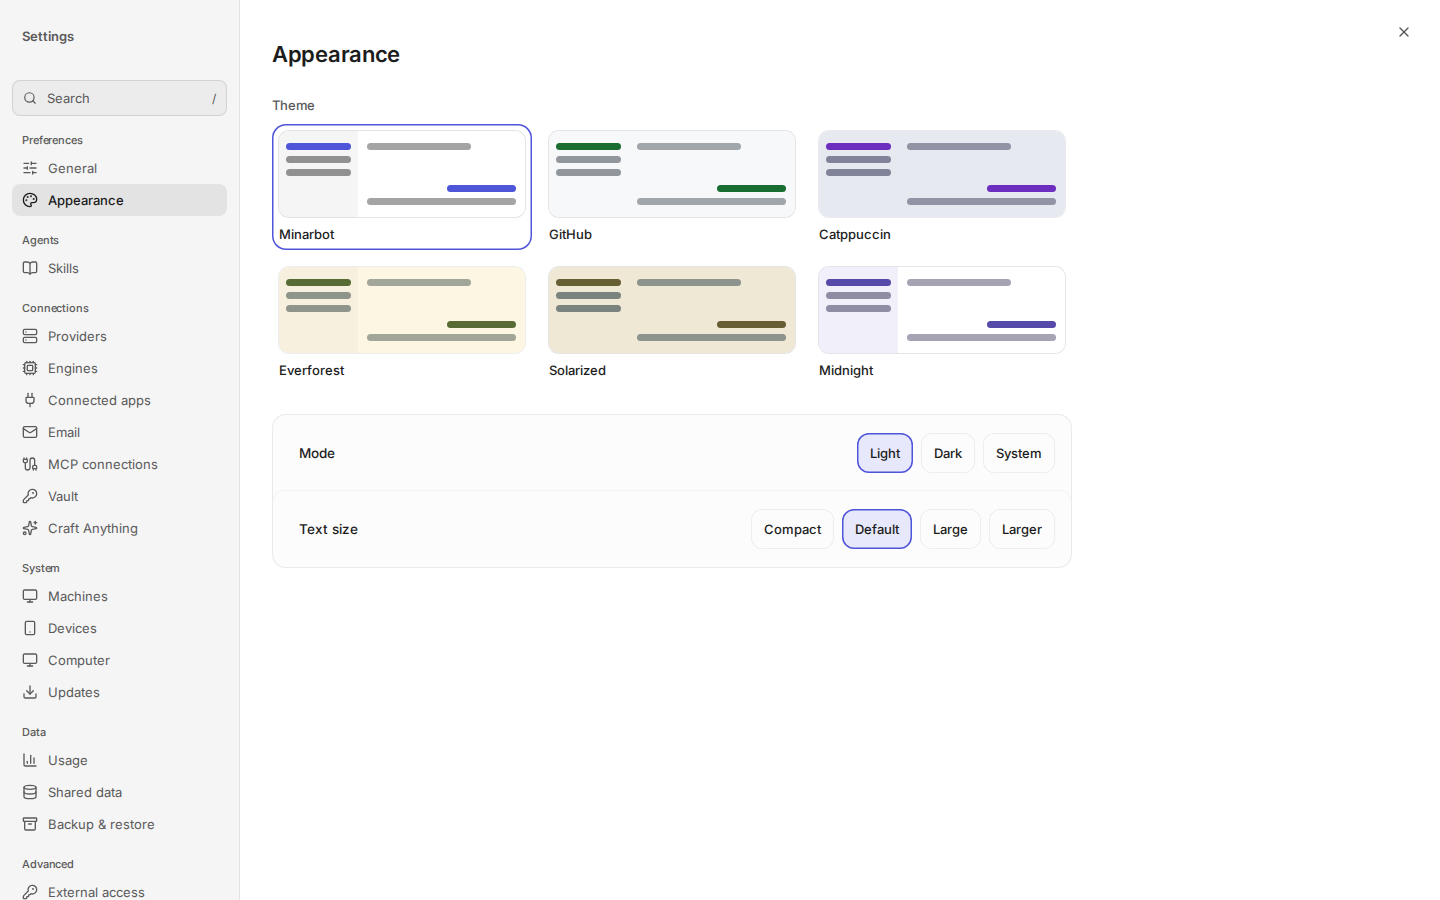 Settings
Search /
Preferences
General
Appearance
Agents
Skills
Connections
Providers
Engines
Connected apps
Email
MCP connections
Vault
Craft Anything
System
Machines
Devices
Computer
Updates
Data
Usage
Shared data
Backup & restore
Advanced
External access
Appearance
Theme
Minarbot
GitHub
Catppuccin
Everforest
Solarized
Midnight
Mode
Light
Dark
System
Text size
Compact
Default
Large
Larger